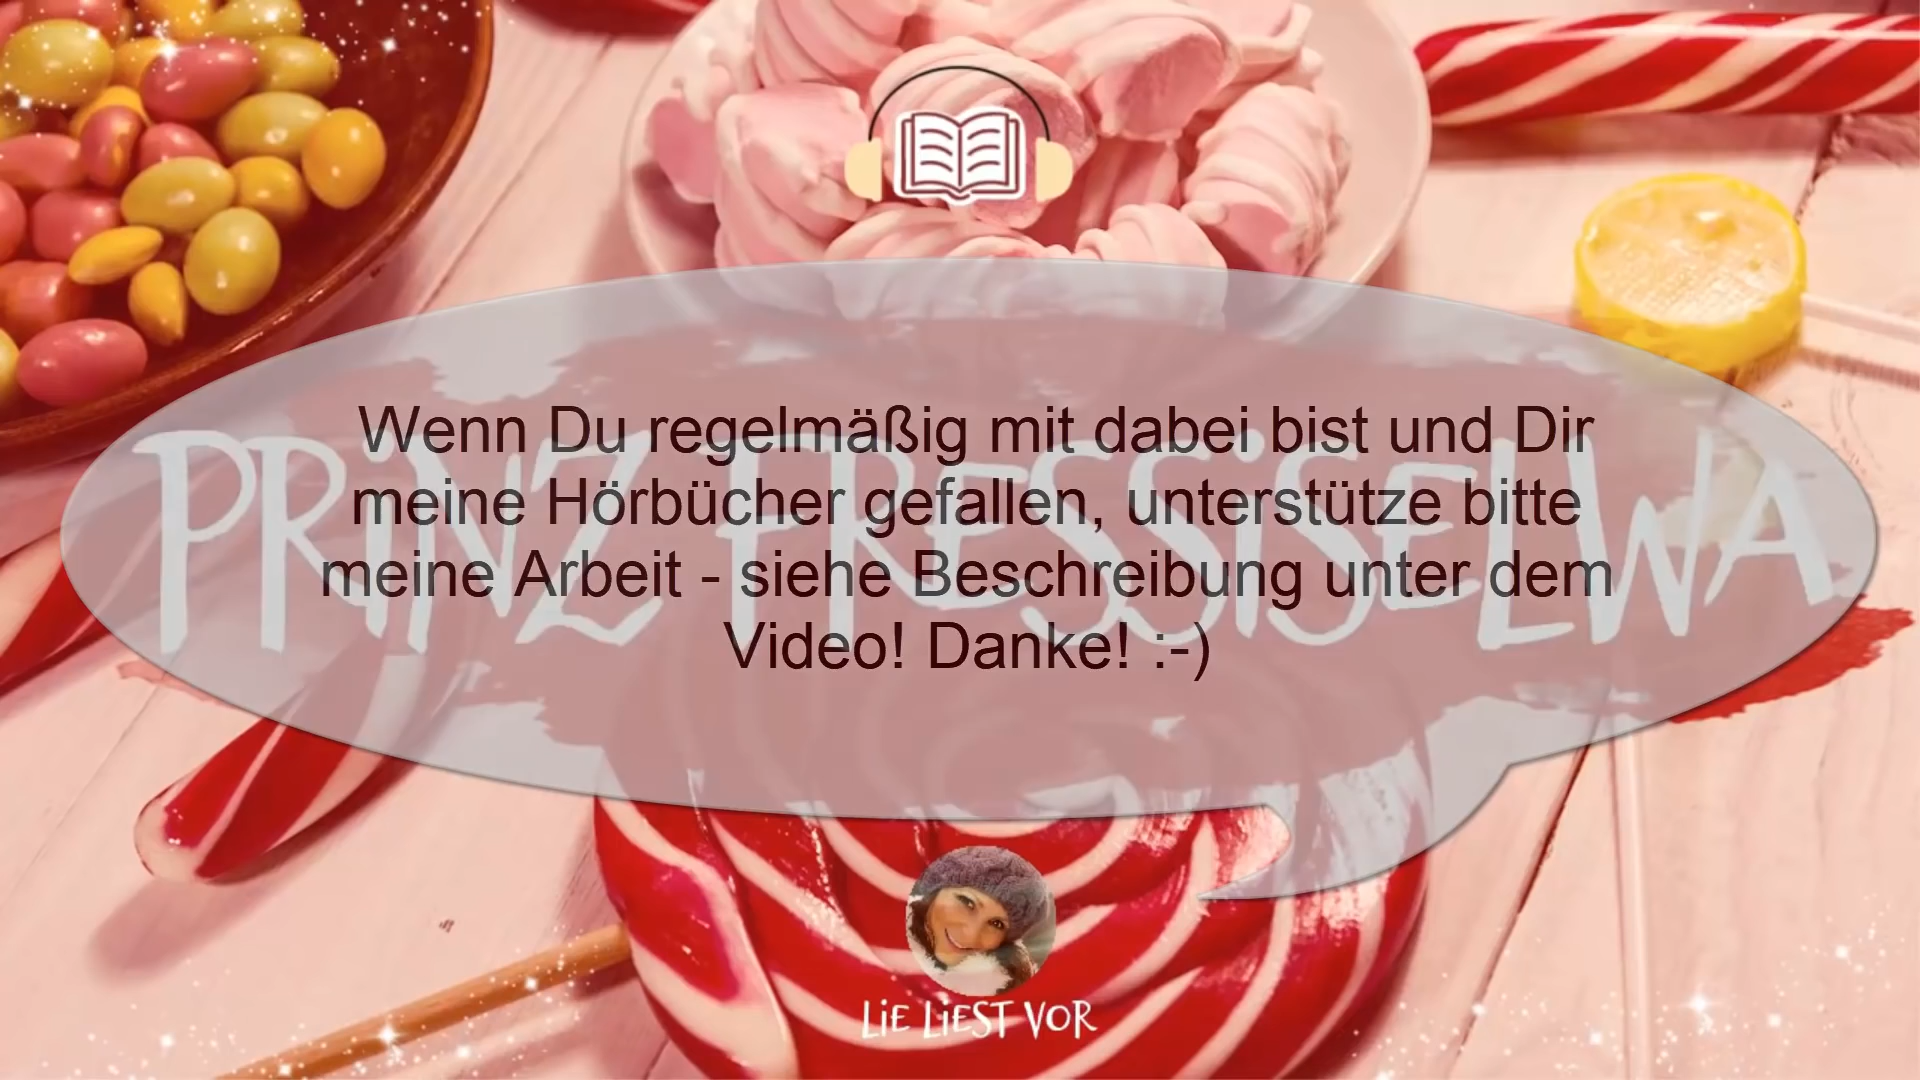 Wenn Du regelmäßig mit dabei bist und Dir
meine Hörbücher gefallen, unterstütze bitte
meine Arbeit - siehe Beschreibung unter dem
Video! Danke! :-)
PRiNZ FRESSiSELWA
LiE LiEST VOR